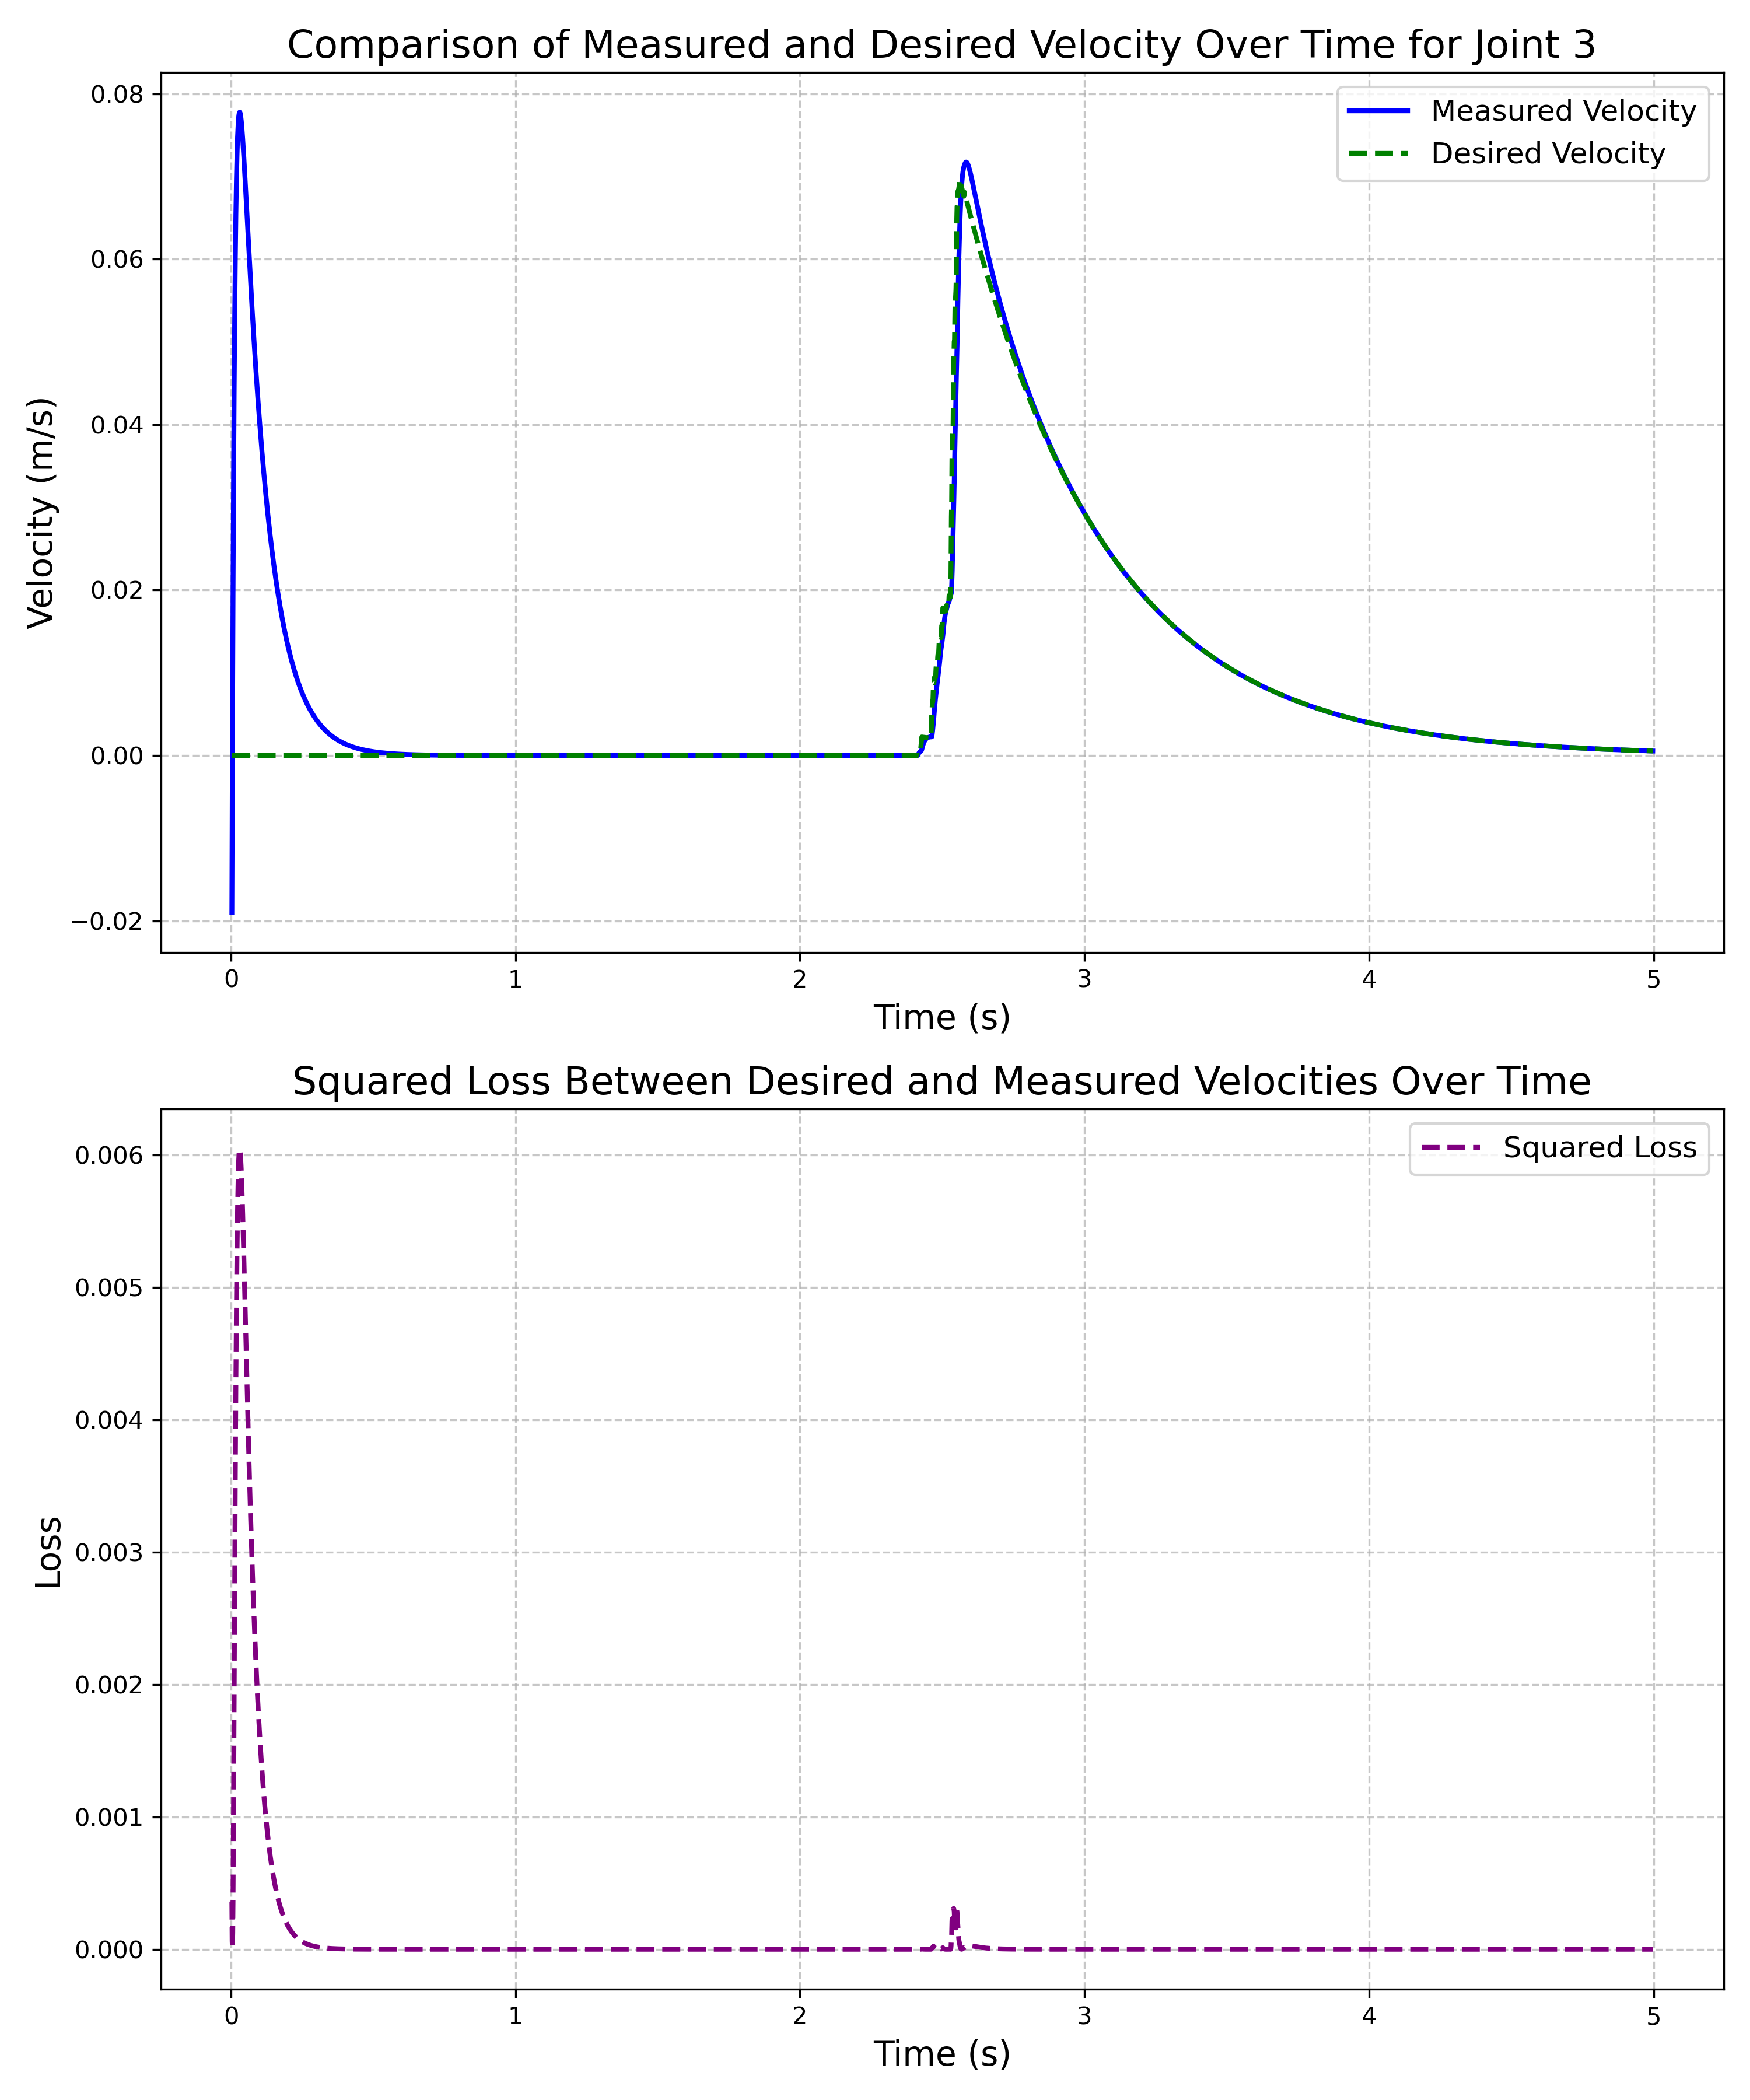 Comparison of Measured and Desired Velocity Over Time for Joint 3
Velocity (m/s)
0.08
0.06
0.04
0.02
0.00
−0.02
Measured Velocity
Desired Velocity
0 1 2 3 4 5
Time (s)
Squared Loss Between Desired and Measured Velocities Over Time
Loss
0.006
0.005
0.004
0.003
0.002
0.001
0.000
Squared Loss
0 1 2 3 4 5
Time (s)